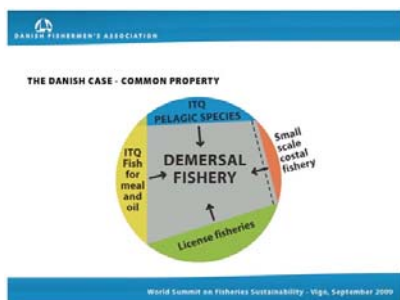 DANISH FISHERMEN'S ASSOCIATION
THE DANISH CASE - COMMON PROPERTY
ITQ
PELAGIC SPECIES
ITQ
Fish
for
meal
and
oil
DEMERSAL
FISHERY
Small
scale
costal
fishery
License fisheries
World Summit on Fisheries Sustainability - Vigo, September 2009